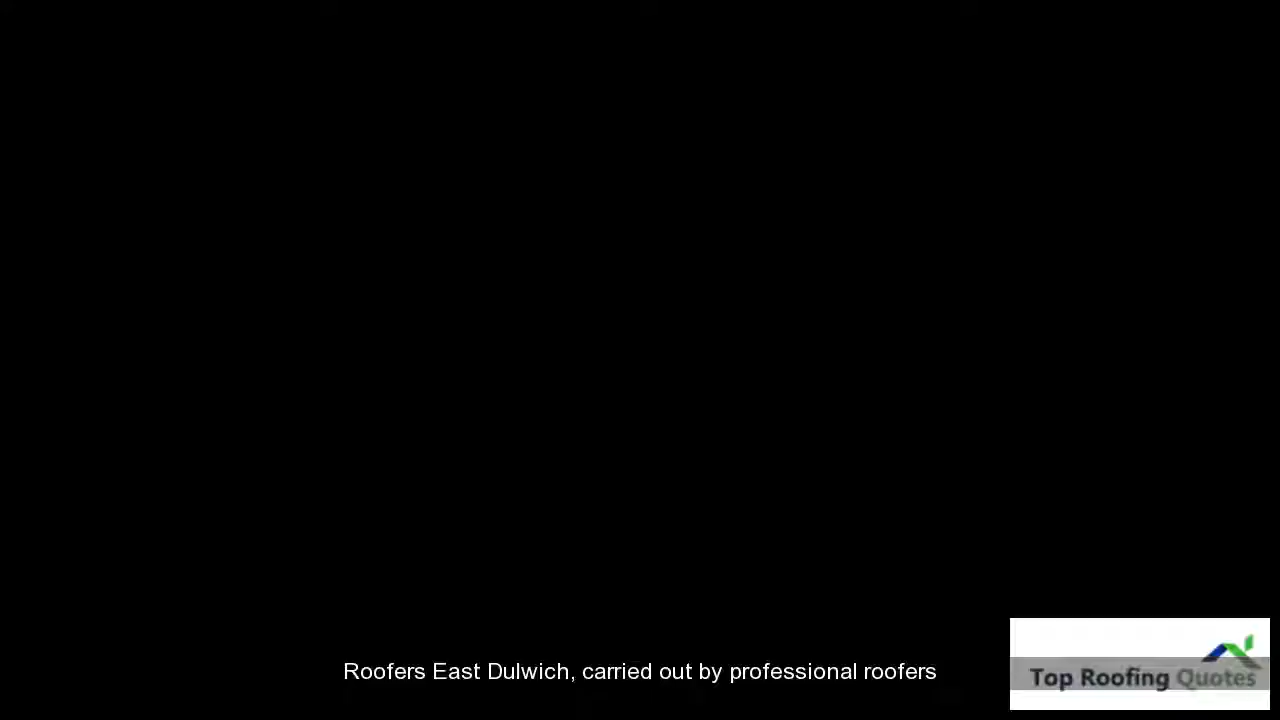 Roofers East Dulwich, carried out by professional roofers
Top Roofing Quotes